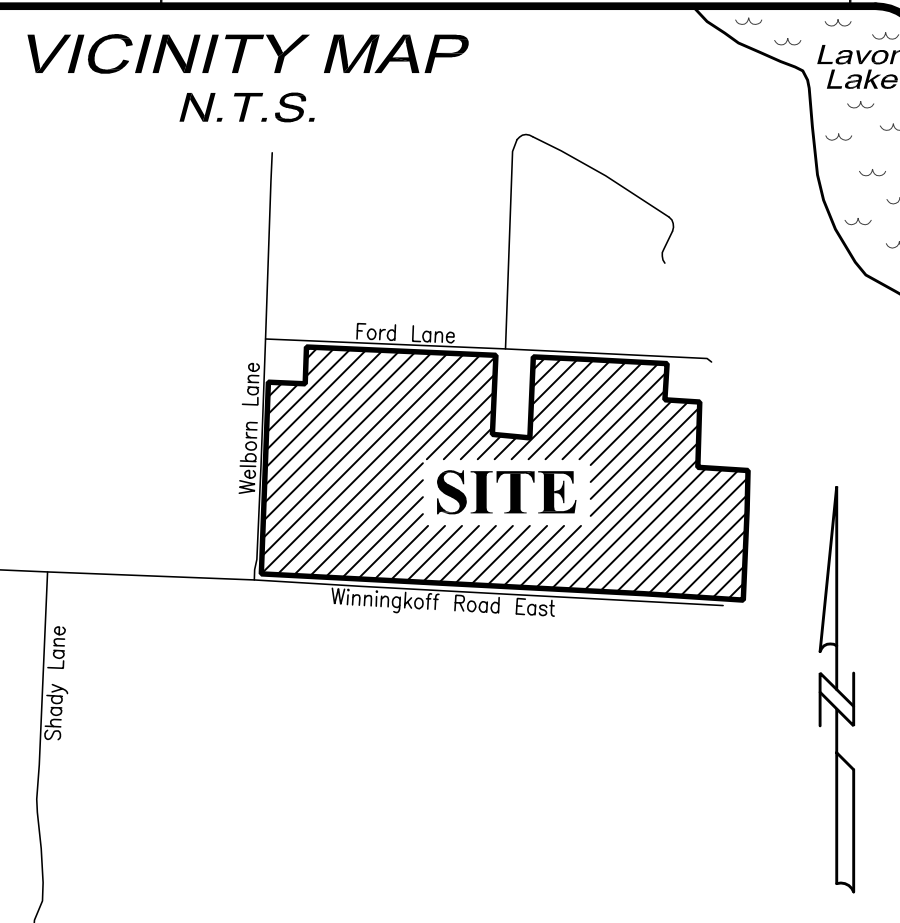 VICINITY MAP
N.T.S.
Lavon
Lake
Ford Lane
Welborn Lane
SITE
Winningkoff Road East
Shady Lane
N